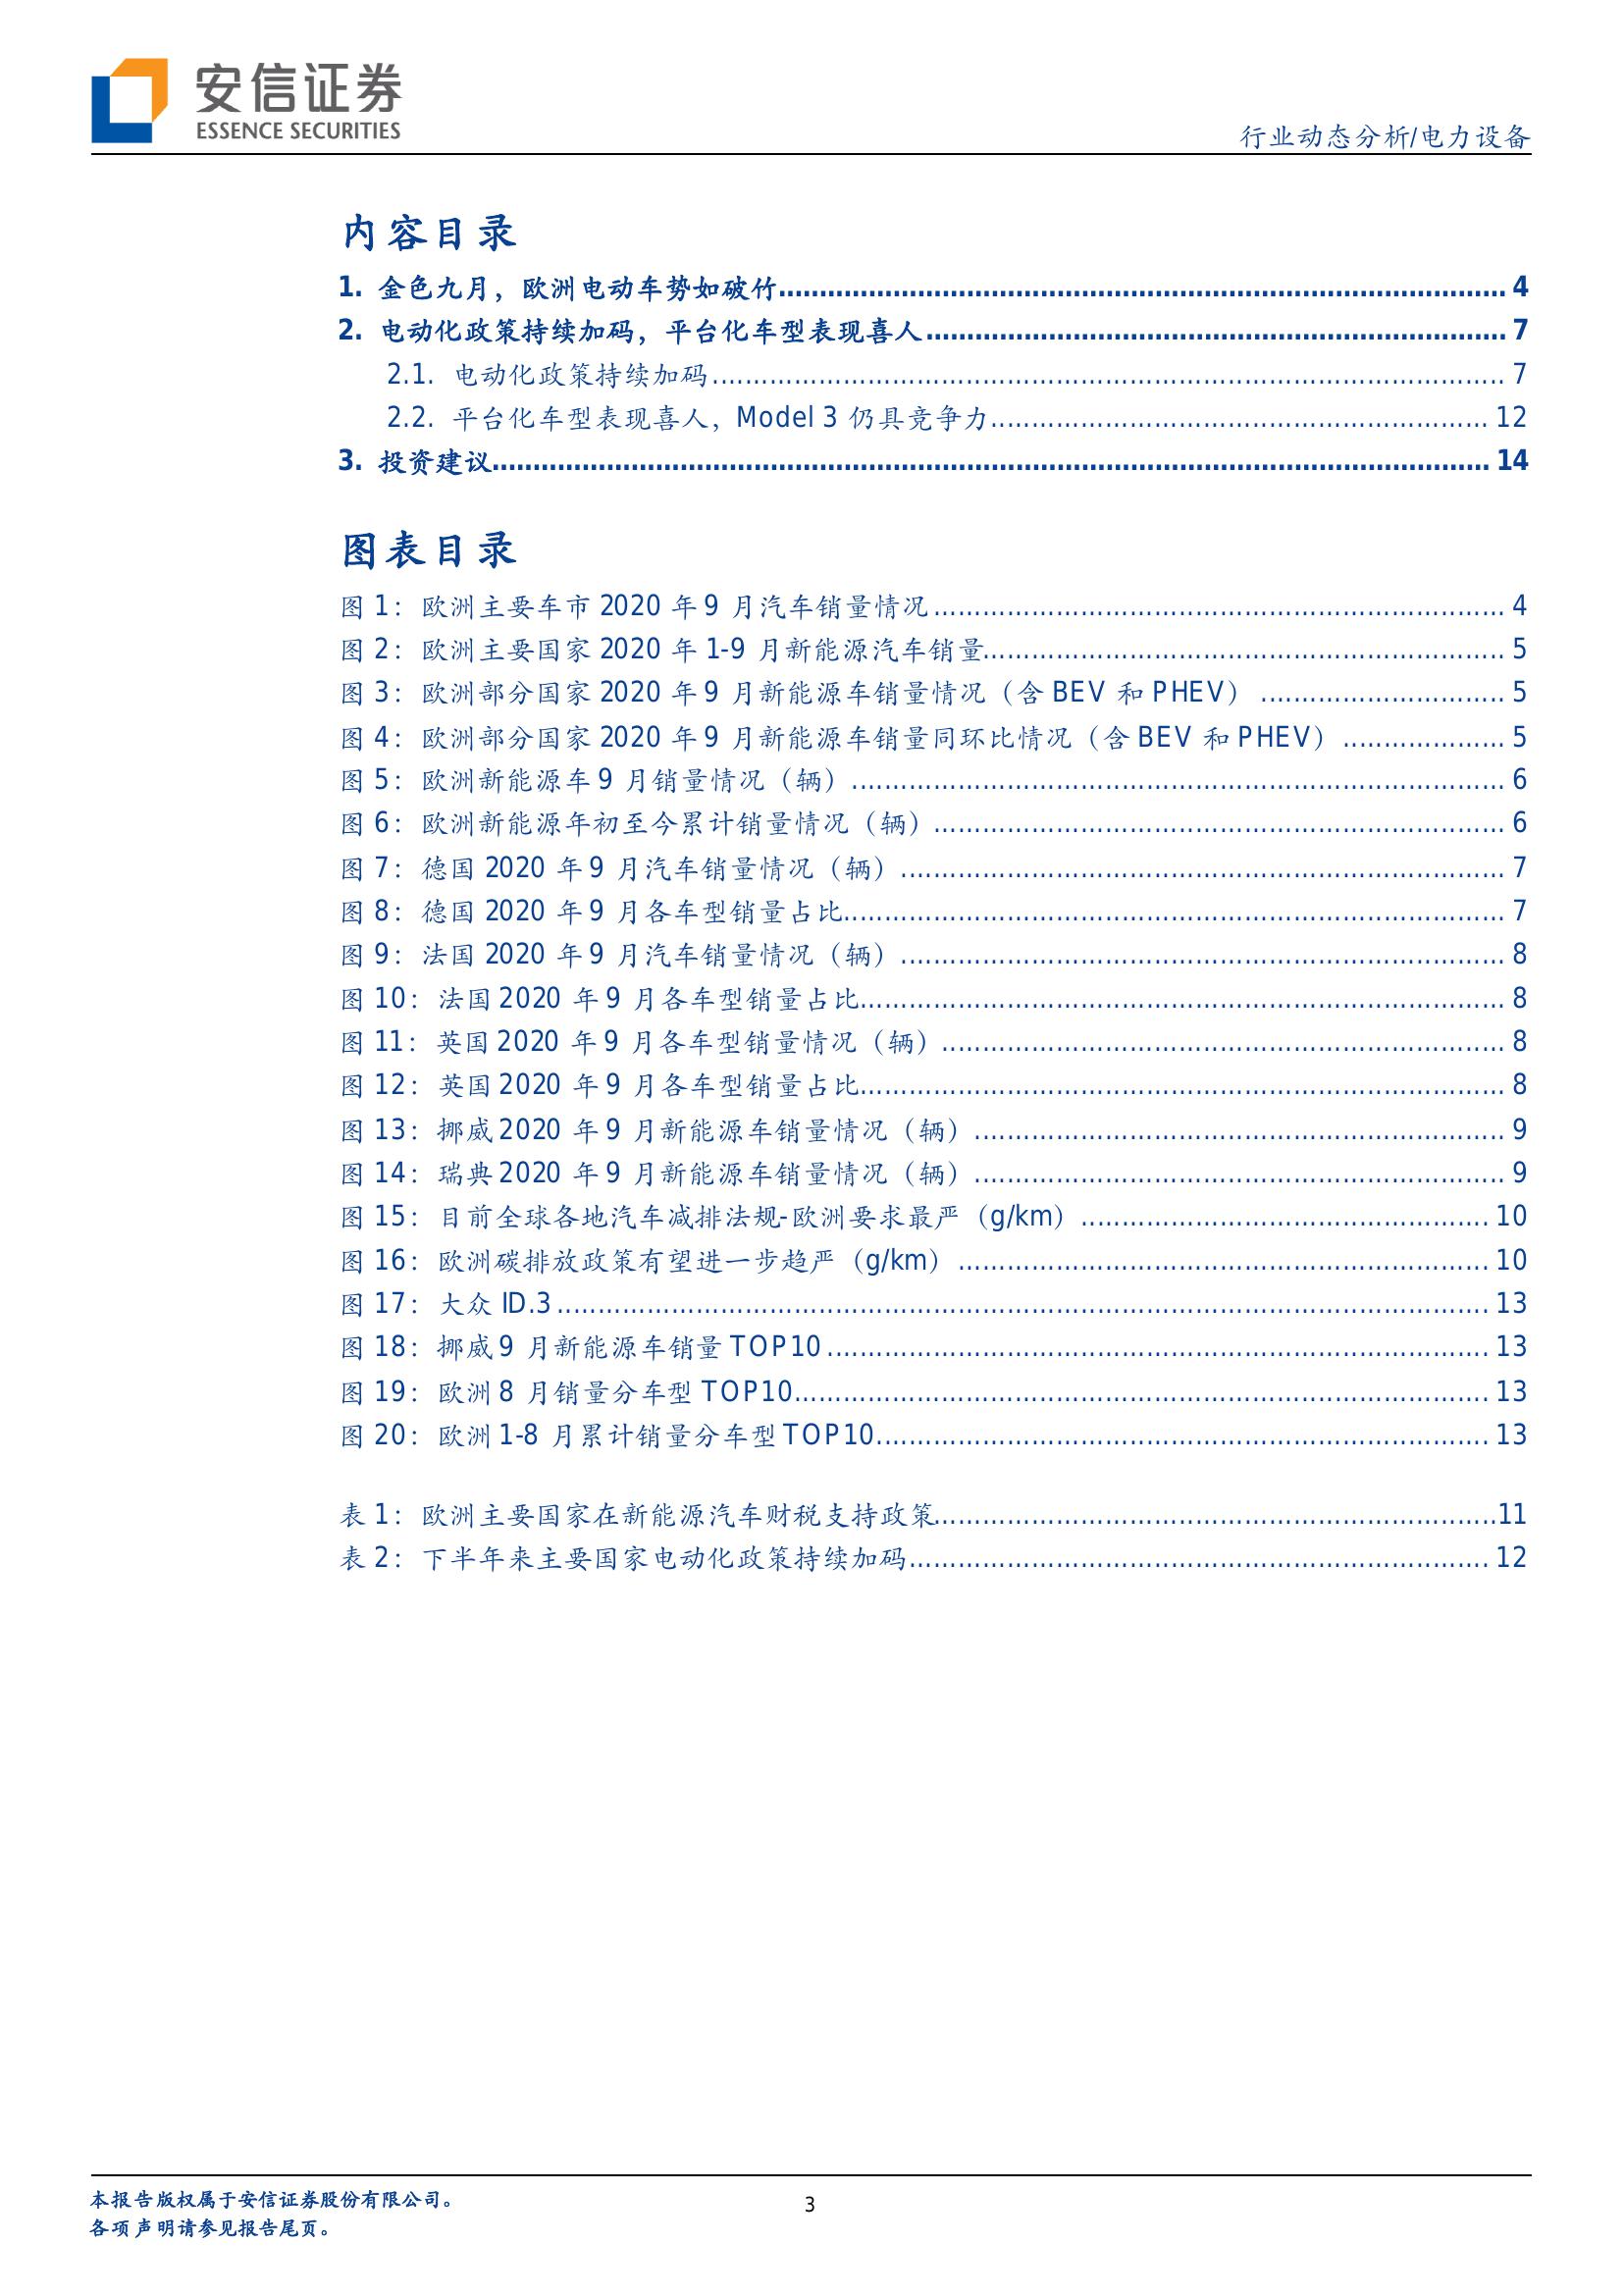 安信证券
ESSENCE SECURITIES
行业动态分析/电力设备
内容目录
1. 金色九月，欧洲电动车势如破竹 4
2. 电动化政策持续加码，平台化车型表现喜人 7
2.1. 电动化政策持续加码 7
2.2. 平台化车型表现喜人，Model 3 仍具竞争力 12
3. 投资建议 14
图表目录
图 1：欧洲主要车市 2020 年 9 月汽车销量情况 4
图 2：欧洲主要国家 2020 年 1-9 月新能源汽车销量 5
图 3：欧洲部分国家 2020 年 9 月新能源车销量情况（含 BEV 和 PHEV） 5
图 4：欧洲部分国家 2020 年 9 月新能源车销量同环比情况（含 BEV 和 PHEV） 5
图 5：欧洲新能源车 9 月销量情况（辆） 6
图 6：欧洲新能源年初至今累计销量情况（辆） 6
图 7：德国 2020 年 9 月汽车销量情况（辆） 7
图 8：德国 2020 年 9 月各车型销量占比 7
图 9：法国 2020 年 9 月汽车销量情况（辆） 8
图 10：法国 2020 年 9 月各车型销量占比 8
图 11：英国 2020 年 9 月各车型销量情况（辆） 8
图 12：英国 2020 年 9 月各车型销量占比 8
图 13：挪威 2020 年 9 月新能源车销量情况（辆） 9
图 14：瑞典 2020 年 9 月新能源车销量情况（辆） 9
图 15：目前全球各地汽车减排法规-欧洲要求最严（g/km） 10
图 16：欧洲碳排放政策有望进一步趋严（g/km） 10
图 17：大众 ID.3 13
图 18：挪威 9 月新能源车销量 TOP10 13
图 19：欧洲 8 月销量分车型 TOP10 13
图 20：欧洲 1-8 月累计销量分车型 TOP10 13
表 1：欧洲主要国家在新能源汽车财税支持政策 11
表 2：下半年来主要国家电动化政策持续加码 12
本报告版权属于安信证券股份有限公司。
各项声明请参见报告尾页。
3